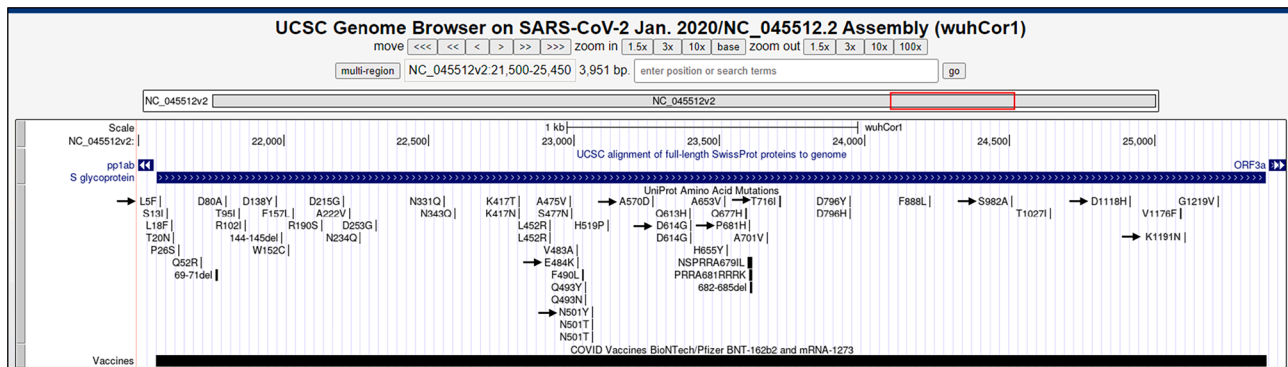 UCSC Genome Browser on SARS-CoV-2 Jan. 2020/NC_045512.2 Assembly (wuhCor1)
move <<< << < > >> >>> zoom in 1.5x 3x 10x base zoom out 1.5x 3x 10x 100x
multi-region NC_045512v2:21,500-25,450 3,951 bp. enter position or search terms go
NC_045512v2 NC_045512v2
Scale 1 kb wuhCor1
NC_045512v2: 22,000 22,500 23,000 23,500 24,000 24,500 25,000
UCSC alignment of full-length SwissProt proteins to genome
pp1ab ORF3a
S glycoprotein
UniProt Amino Acid Mutations
L5F D80A D138Y D215G N331Q K417T A475V A570D A653V T716I D796Y F888L S982A D1118H G1219V
S13I T95I F157L A222V N343Q K417N S477N Q613H Q677H D796H T1027I V1176F
L18F R102I R190S D253G L452R H519P D614G P681H
T20N 144-145del N234Q L452R D614G A701V K1191N
P26S W152C V483A H655Y
Q52R E484K NSPRRA679IL
69-71del F490L PRRA681RRRK
Q493Y 682-685del
Q493N
N501Y
N501T
N501T
COVID Vaccines BioNTech/Pfizer BNT-162b2 and mRNA-1273
Vaccines